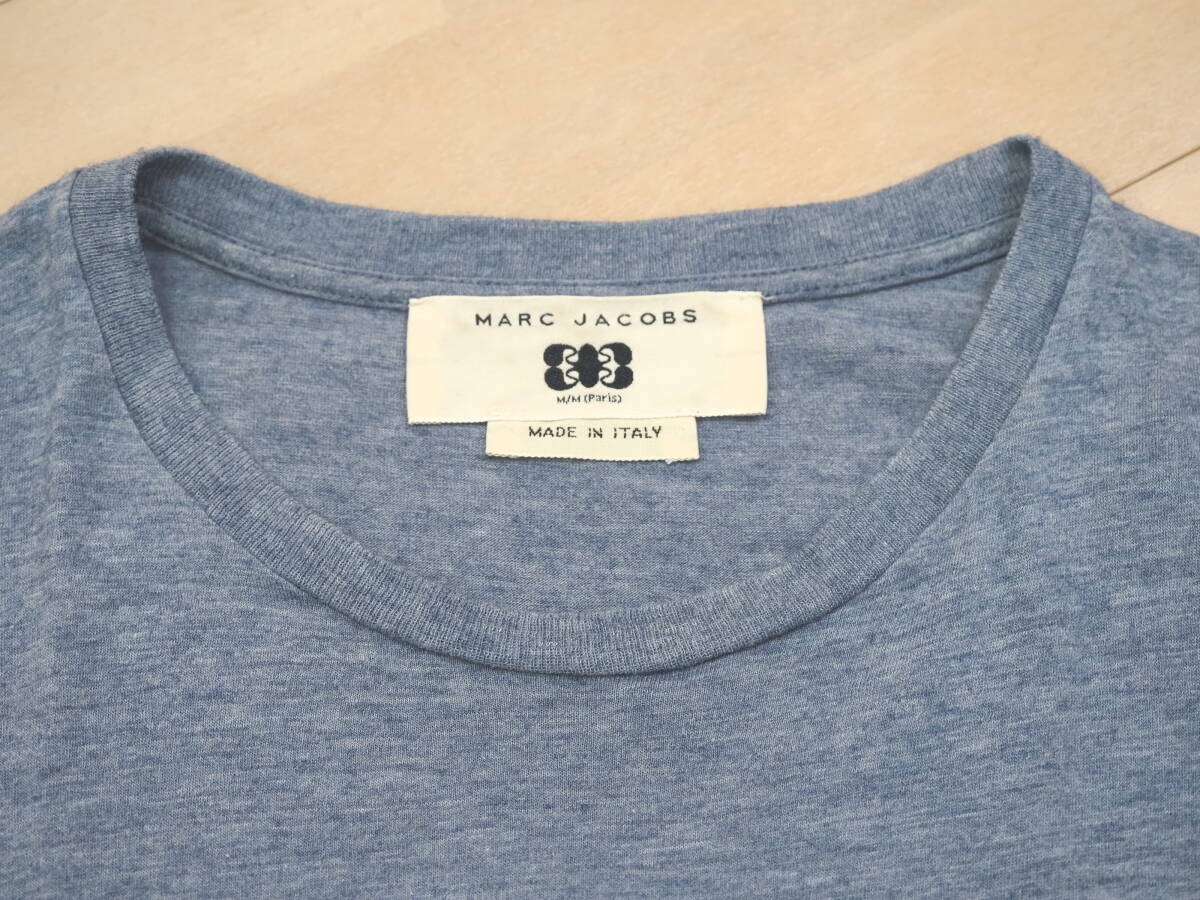 MARC JACOBS
M/M (Paris)
MADE IN ITALY